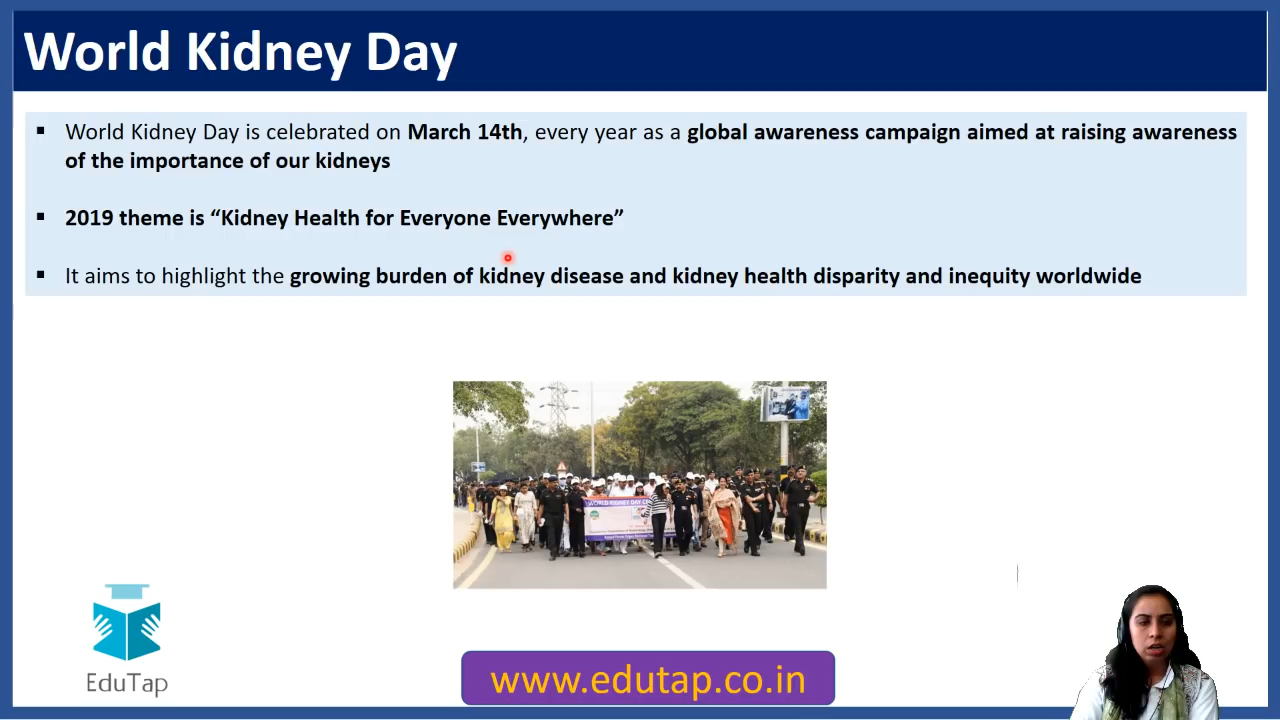 World Kidney Day
▪ World Kidney Day is celebrated on March 14th, every year as a global awareness campaign aimed at raising awareness
of the importance of our kidneys
▪ 2019 theme is “Kidney Health for Everyone Everywhere”
▪ It aims to highlight the growing burden of kidney disease and kidney health disparity and inequity worldwide
WORLD KIDNEY DAY
EduTap
www.edutap.co.in